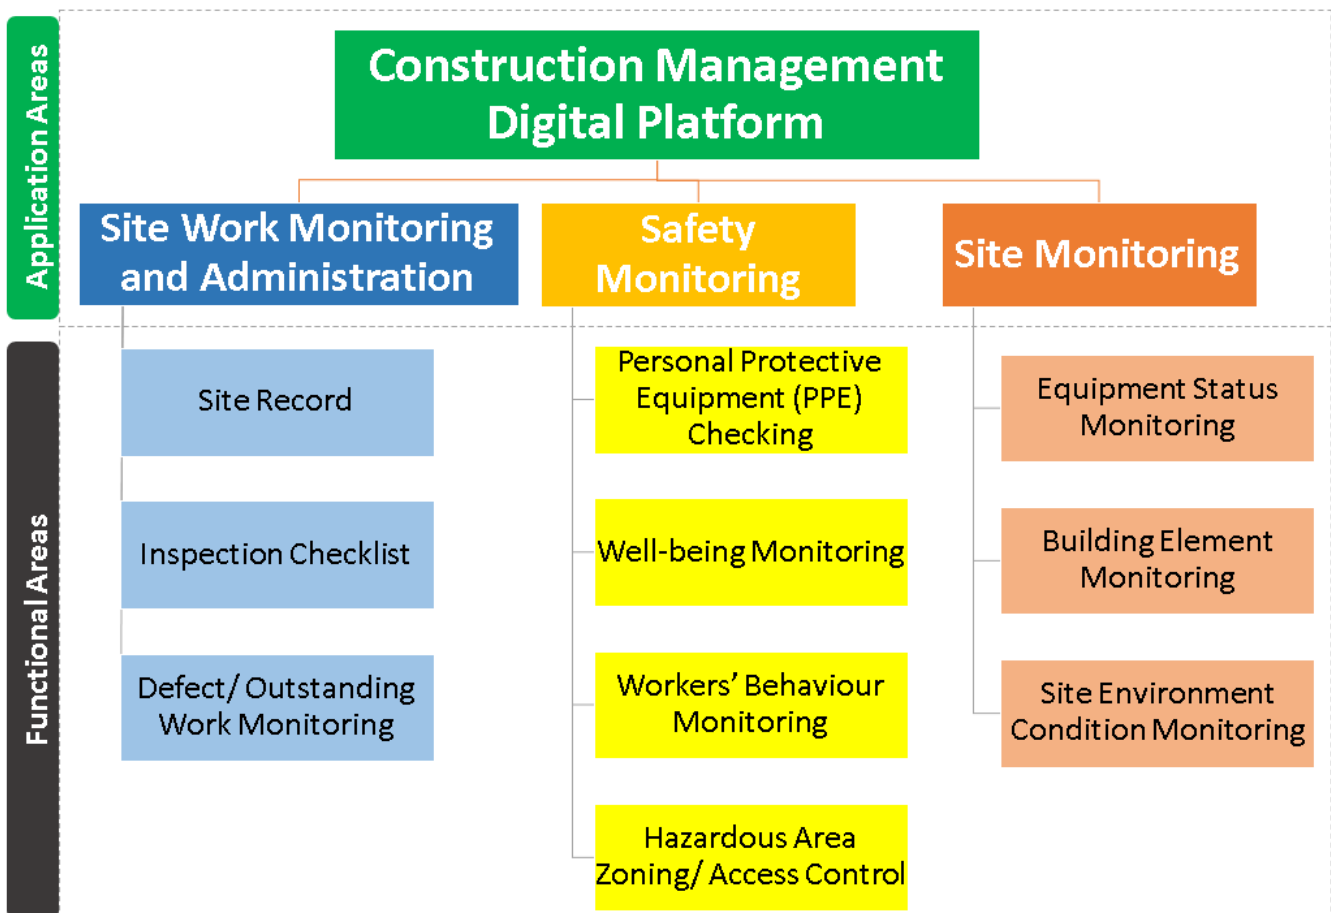 Application Areas
Construction Management
Digital Platform
Site Work Monitoring
and Administration
Safety
Monitoring
Site Monitoring
Functional Areas
Site Record
Inspection Checklist
Defect/ Outstanding
Work Monitoring
Personal Protective
Equipment (PPE)
Checking
Well-being Monitoring
Workers’ Behaviour
Monitoring
Hazardous Area
Zoning/ Access Control
Equipment Status
Monitoring
Building Element
Monitoring
Site Environment
Condition Monitoring